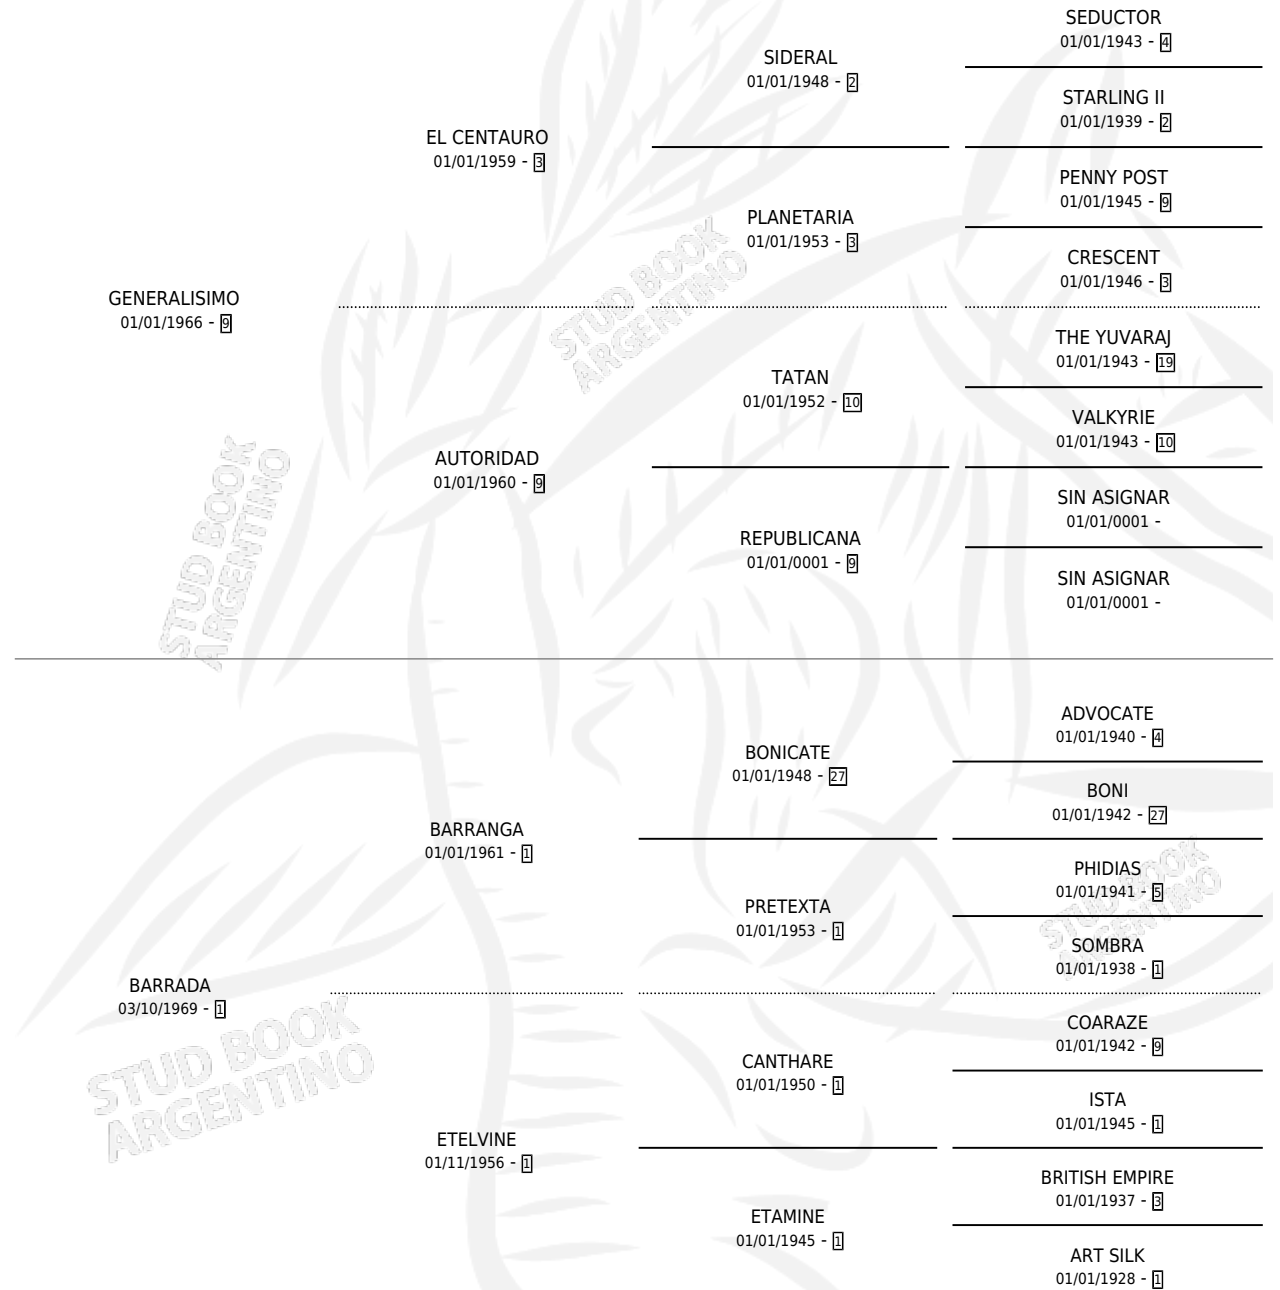 SEDUCTOR
01/01/1943 - 4
SIDERAL
01/01/1948 - 2
STARLING II
01/01/1939 - 2
EL CENTAURO
01/01/1959 - 3
PENNY POST
01/01/1945 - 9
PLANETARIA
01/01/1953 - 3
CRESCENT
01/01/1946 - 3
GENERALISIMO
01/01/1966 - 9
THE YUVARAJ
01/01/1943 - 19
TATAN
01/01/1952 - 10
VALKYRIE
01/01/1943 - 10
AUTORIDAD
01/01/1960 - 9
SIN ASIGNAR
01/01/0001 -
REPUBLICANA
01/01/0001 - 9
SIN ASIGNAR
01/01/0001 -
STUD BOOK
ARGENTINO
STUD BOOK
ARGENTINO
ADVOCATE
01/01/1940 - 4
BONICATE
01/01/1948 - 27
BONI
01/01/1942 - 27
BARRANGA
01/01/1961 - 1
PHIDIAS
01/01/1941 - 5
PRETEXTA
01/01/1953 - 1
SOMBRA
01/01/1938 - 1
BARRADA
03/10/1969 - 1
COARAZE
01/01/1942 - 9
CANTHARE
01/01/1950 - 1
ISTA
01/01/1945 - 1
ETELVINE
01/11/1956 - 1
BRITISH EMPIRE
01/01/1937 - 3
ETAMINE
01/01/1945 - 1
ART SILK
01/01/1928 - 1
STUD BOOK
ARGENTINO
STUD BOOK
ARGENTINO